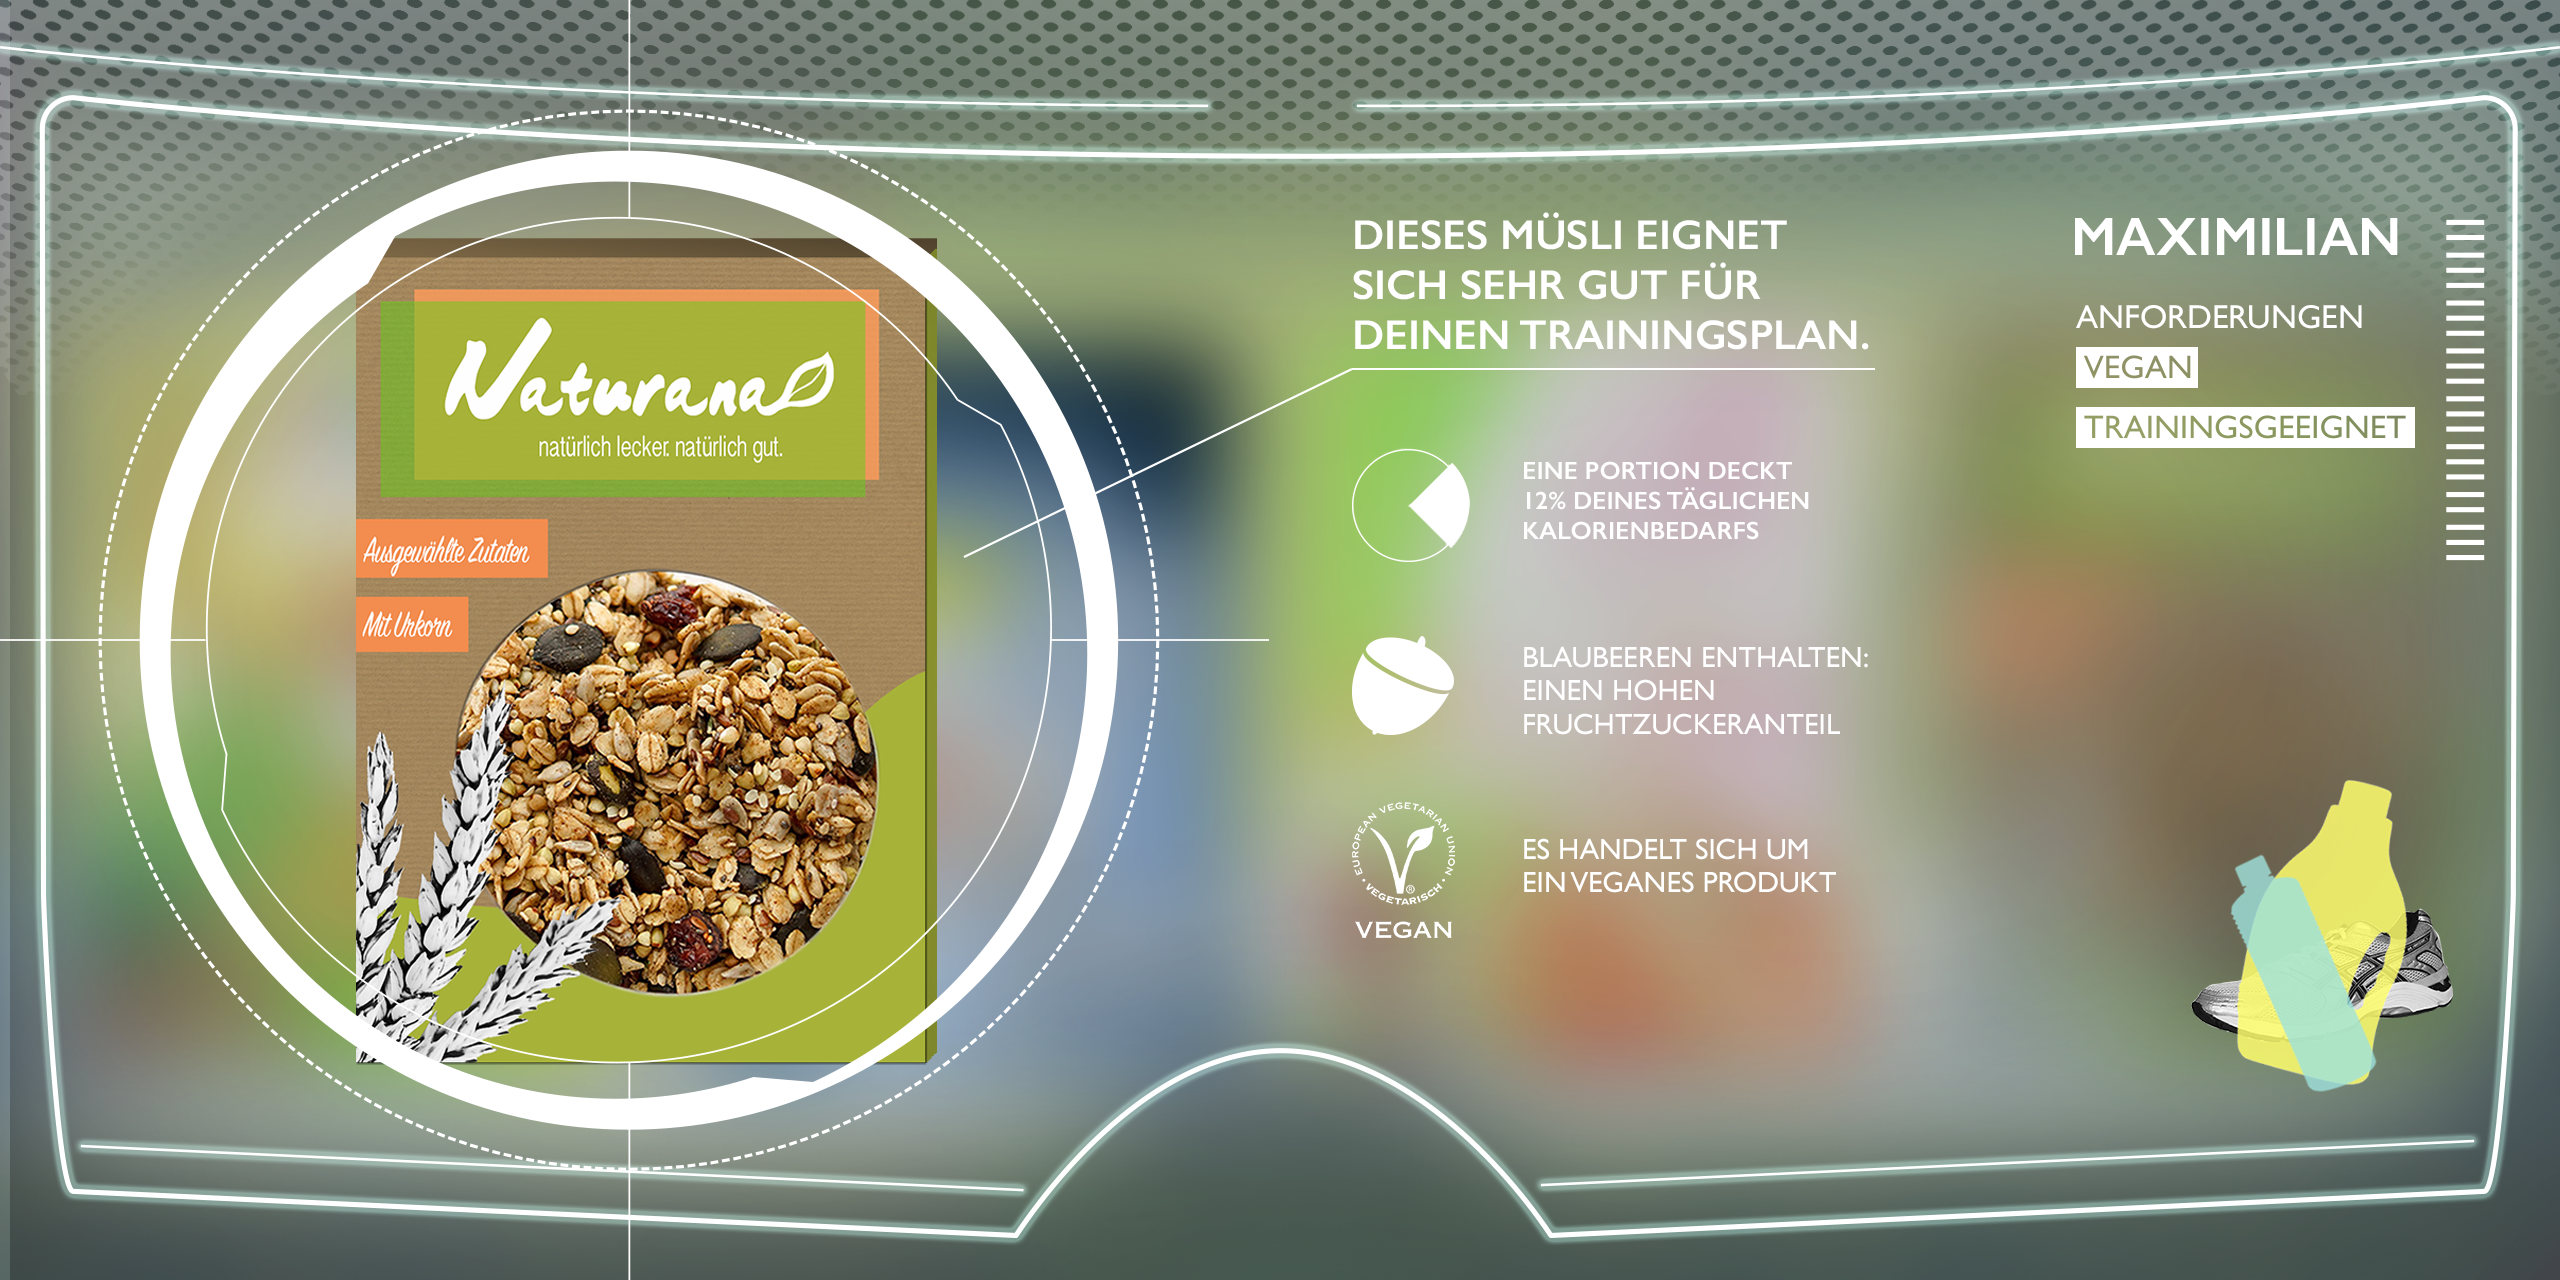 Naturana
natürlich lecker. natürlich gut.
Ausgewählte Zutaten
Mit Urkorn
DIESES MÜSLI EIGNET
SICH SEHR GUT FÜR
DEINEN TRAININGSPLAN.
EINE PORTION DECKT
12% DEINES TÄGLICHEN
KALORIENBEDARFS
BLAUBEEREN ENTHALTEN:
EINEN HOHEN
FRUCHTZUCKERANTEIL
EUROPEAN VEGETARIAN UNION
• VEGETARISCH •
®
VEGAN
ES HANDELT SICH UM
EIN VEGANES PRODUKT
MAXIMILIAN
ANFORDERUNGEN
VEGAN
TRAININGSGEEIGNET